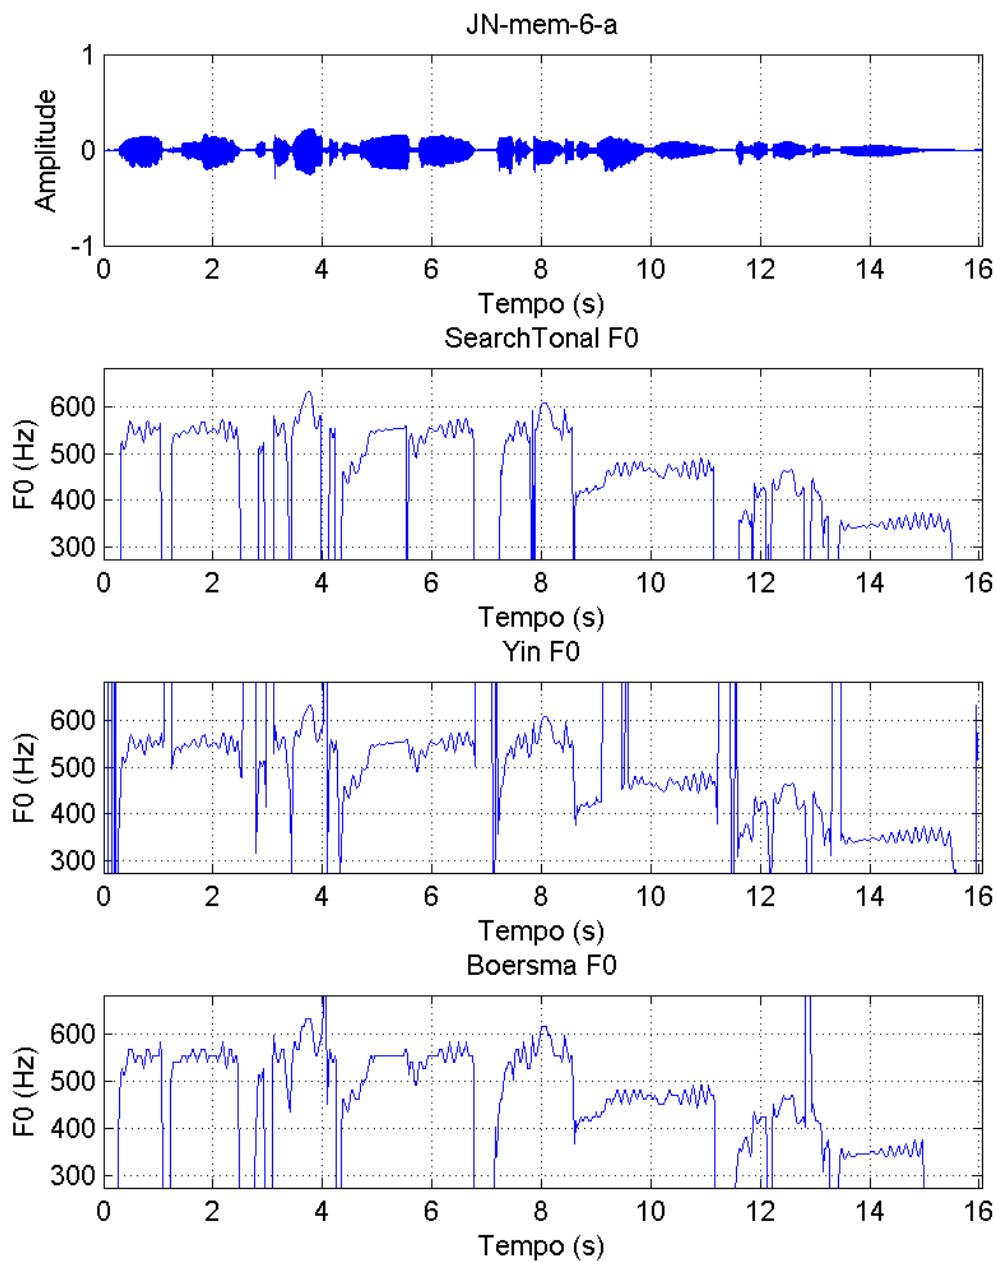 JN-mem-6-a
Amplitude
1
0
-1
0 2 4 6 8 10 12 14 16
Tempo (s)
SearchTonal F0
F0 (Hz)
600
500
400
300
0 2 4 6 8 10 12 14 16
Tempo (s)
Yin F0
F0 (Hz)
600
500
400
300
0 2 4 6 8 10 12 14 16
Tempo (s)
Boersma F0
F0 (Hz)
600
500
400
300
0 2 4 6 8 10 12 14 16
Tempo (s)